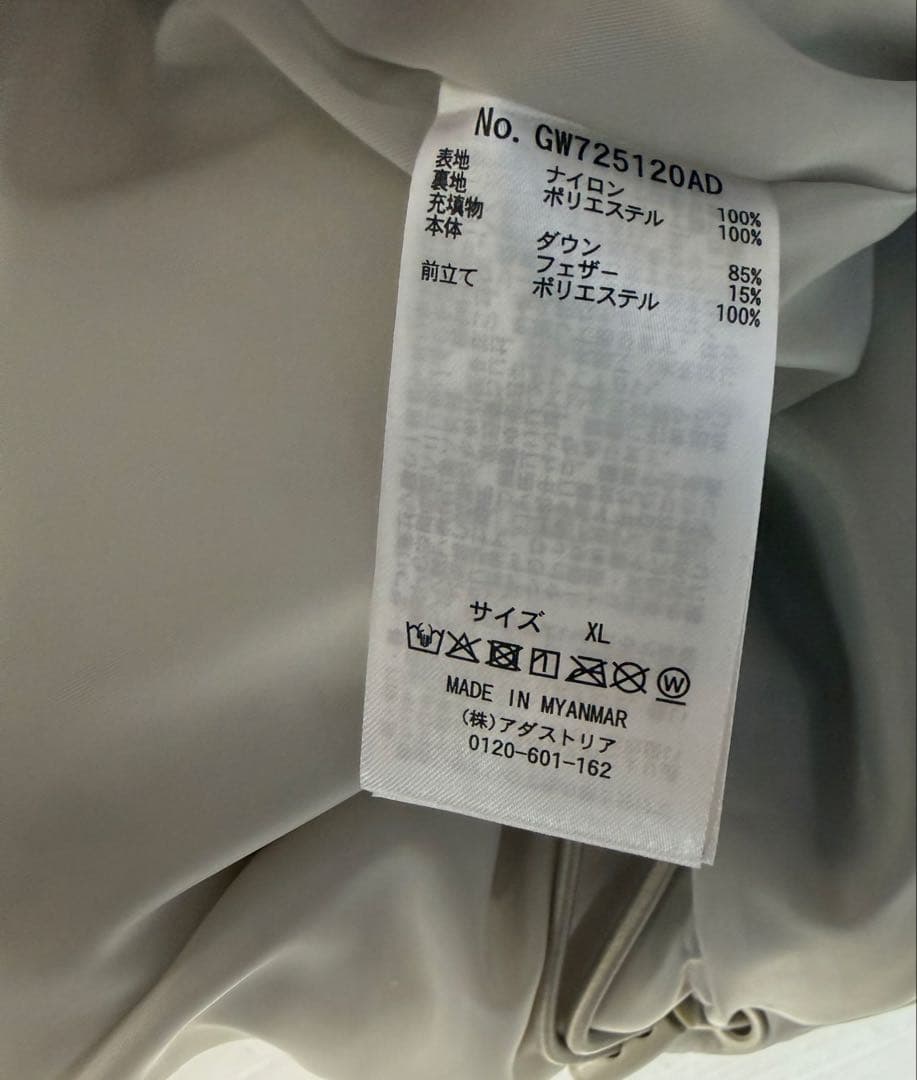 No. GW725120AD
表地 ナイロン 100%
裏地 ポリエステル 100%
充填物
本体 ダウン 85%
フェザー 15%
前立て ポリエステル 100%
サイズ XL
W
MADE IN MYANMAR
(株)アダストリア
0120-601-162